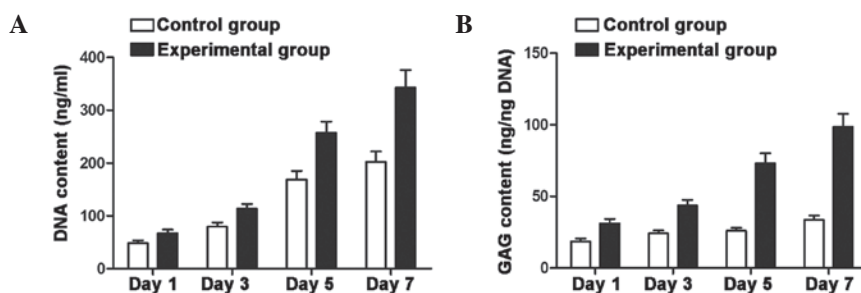 A
Control group
Experimental group
DNA content (ng/ml)
400
300
200
100
0
Day 1 Day 3 Day 5 Day 7
B
Control group
Experimental group
GAG content (ng/ng DNA)
150
100
50
0
Day 1 Day 3 Day 5 Day 7